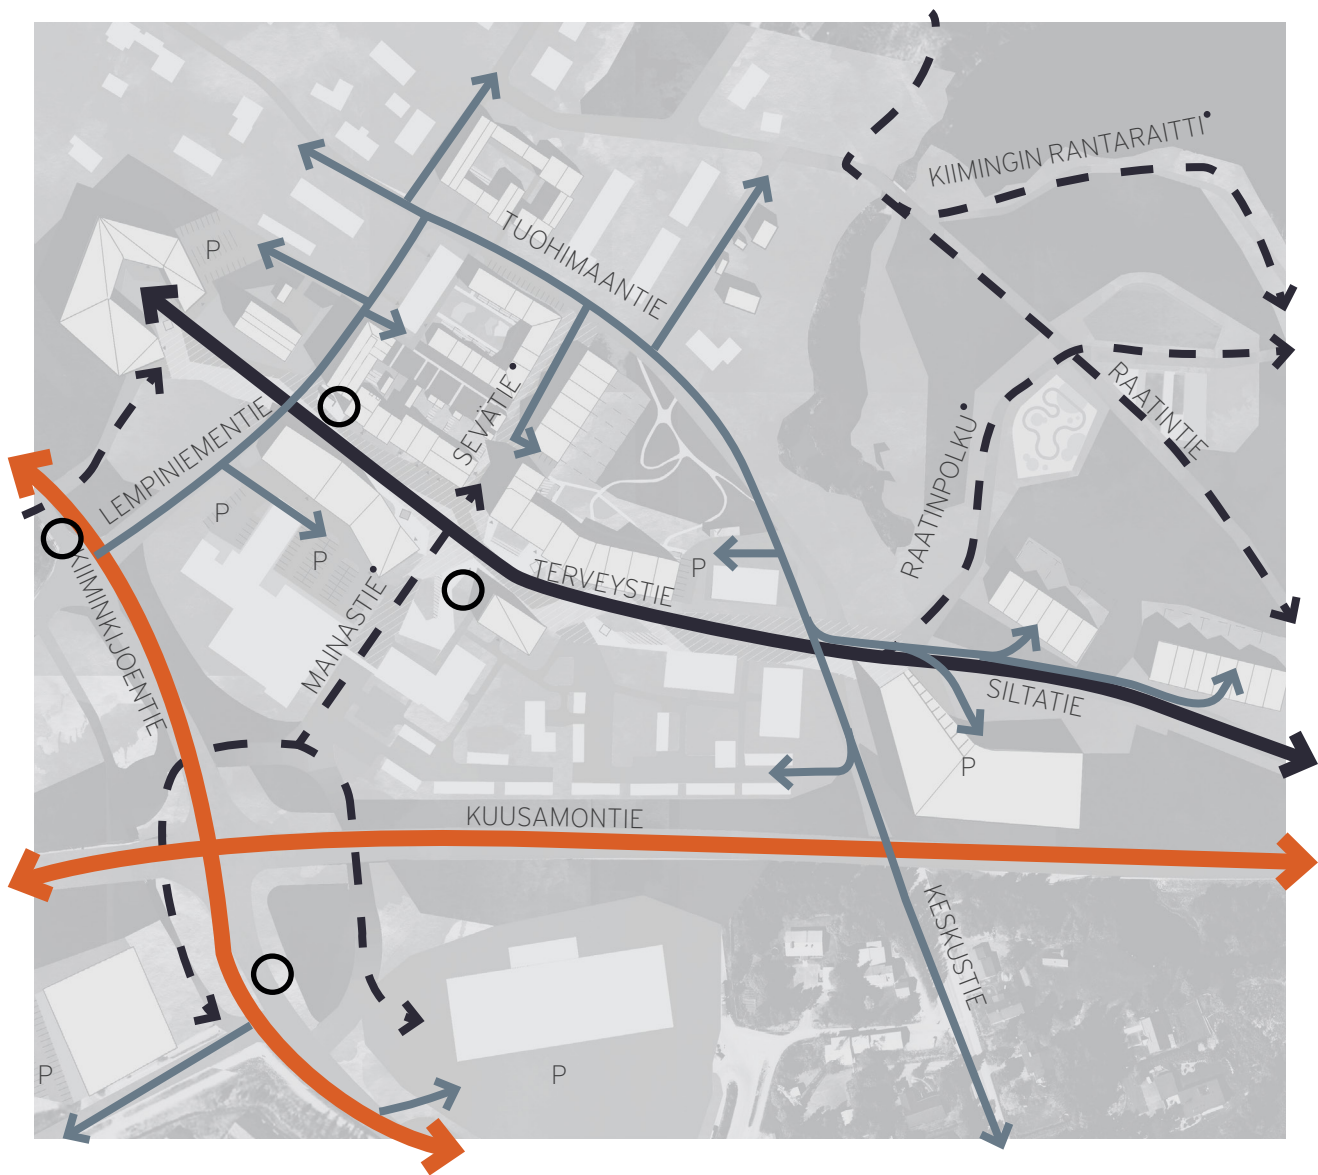 KIIMINGIN RANTARAITTI•
P
TUOHIMAANTIE
RAATINTIE
SEVÄTIE•
LEMPINIEMENTIE
RAATINPOLKU•
P
P
P
KIIMINKIJOENTIE
MAINASTIE•
TERVEYSTIE
SILTATIE
P
KUUSAMONTIE
KESKUSTIE
P
P